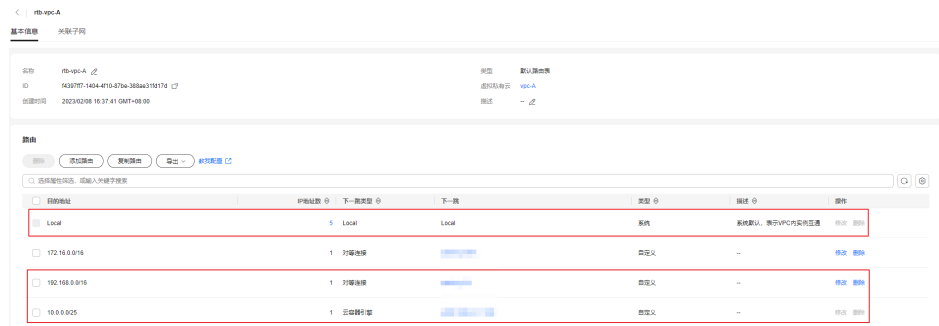 < rtb-vpc-A
基本信息 关联子网
名称 rtb-vpc-A 类型 默认路由表
ID f4397ff7-1404-4f10-87be-388ae31fd17d 虚拟私有云 vpc-A
创建时间 2023/02/08 16:37:41 GMT+08:00 描述 --
路由
删除 添加路由 复制路由 导出
选择属性筛选，或输入关键字搜索
目的地址 IP地址数 下一跳类型 下一跳 类型 描述 操作
Local 5 Local Local 系统 系统默认，表示VPC内实例互通 修改 删除
172.16.0.0/16 1 对等连接 自定义 -- 修改 删除
192.168.0.0/16 1 对等连接 自定义 -- 修改 删除
10.0.0.0/25 1 云容器引擎 自定义 -- 修改 删除